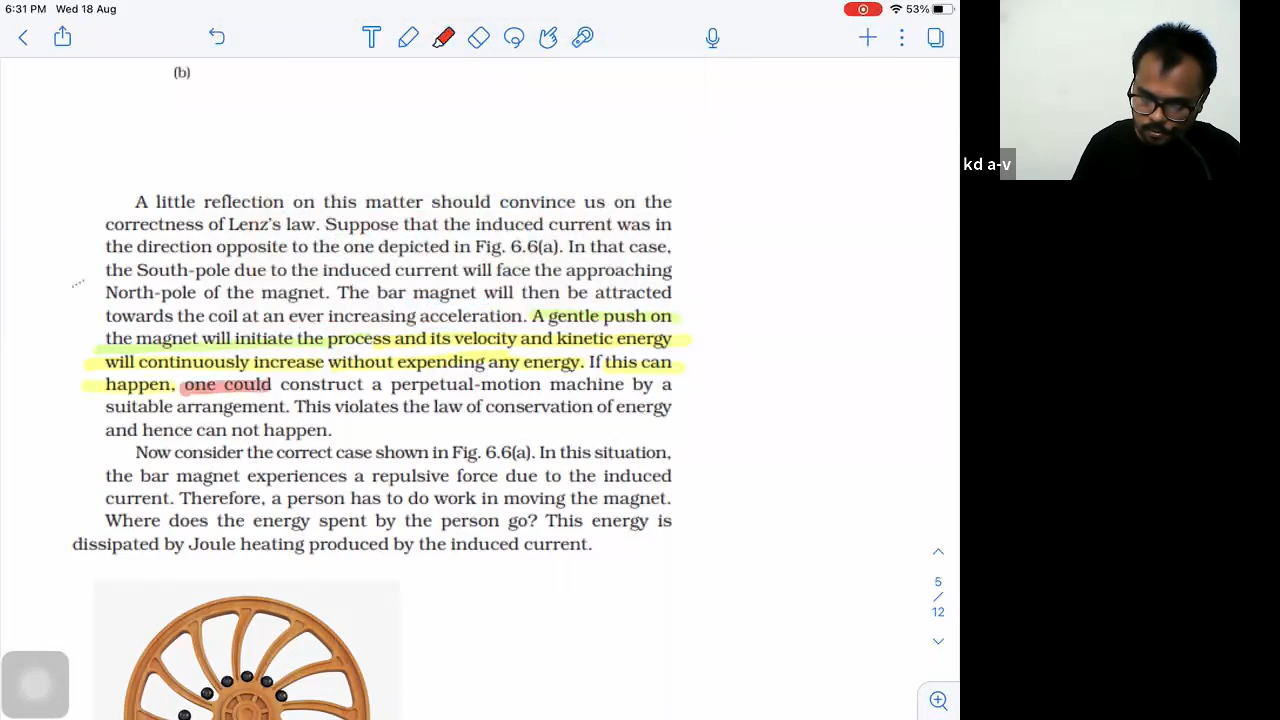 6:31 PM Wed 18 Aug
53%
(b)
A little reflection on this matter should convince us on the
correctness of Lenz's law. Suppose that the induced current was in
the direction opposite to the one depicted in Fig. 6.6(a). In that case,
the South-pole due to the induced current will face the approaching
North-pole of the magnet. The bar magnet will then be attracted
towards the coil at an ever increasing acceleration. A gentle push on
the magnet will initiate the process and its velocity and kinetic energy
will continuously increase without expending any energy. If this can
happen, one could construct a perpetual-motion machine by a
suitable arrangement. This violates the law of conservation of energy
and hence can not happen.
Now consider the correct case shown in Fig. 6.6(a). In this situation,
the bar magnet experiences a repulsive force due to the induced
current. Therefore, a person has to do work in moving the magnet.
Where does the energy spent by the person go? This energy is
dissipated by Joule heating produced by the induced current.
5
/
12
kd a-v